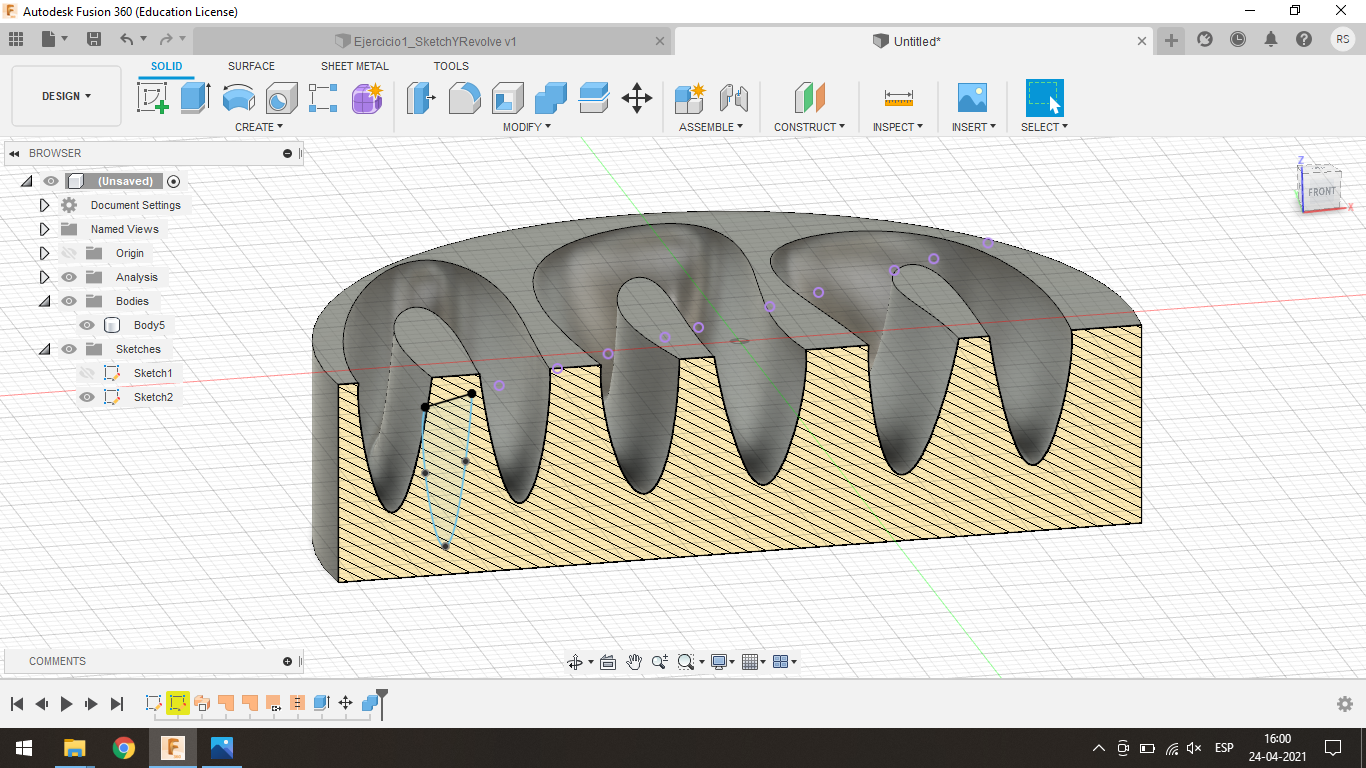 Autodesk Fusion 360 (Education License)
Ejercicio1_SketchYRevolve v1
Untitled*
RS
SOLID SURFACE SHEET METAL TOOLS
DESIGN
CREATE MODIFY ASSEMBLE CONSTRUCT INSPECT INSERT SELECT
BROWSER
(Unsaved)
Document Settings
Named Views
Origin
Analysis
Bodies
Body5
Sketches
Sketch1
Sketch2
Z
FRONT
X
COMMENTS
ESP
16:00
24-04-2021